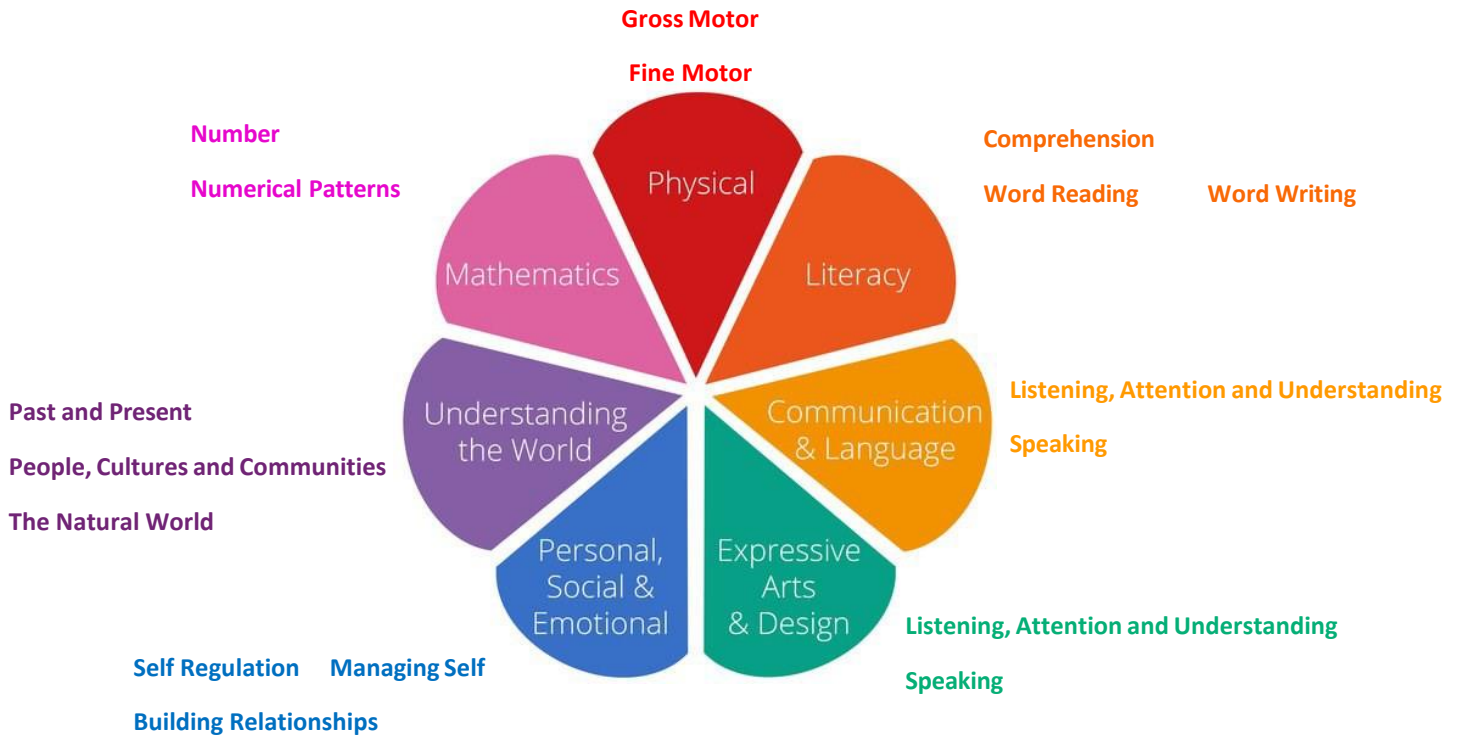 Gross Motor
Fine Motor
Physical
Number
Numerical Patterns
Mathematics
Comprehension
Word Reading Word Writing
Literacy
Past and Present
People, Cultures and Communities
The Natural World
Understanding
the World
Communication
& Language
Listening, Attention and Understanding
Speaking
Personal,
Social &
Emotional
Self Regulation Managing Self
Building Relationships
Expressive
Arts
& Design
Listening, Attention and Understanding
Speaking